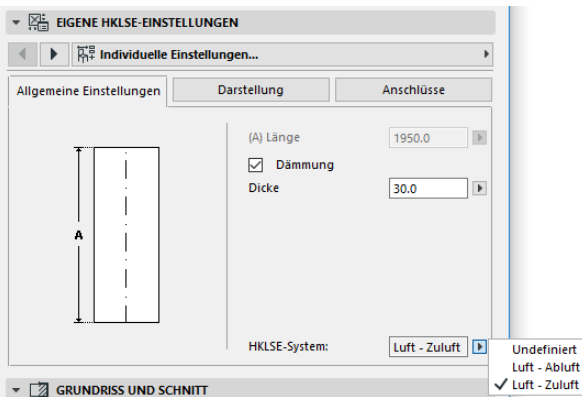 EIGENE HKLSE-EINSTELLUNGEN
Individuelle Einstellungen...
Allgemeine Einstellungen Darstellung Anschlüsse
(A) Länge 1950.0
Dämmung
Dicke 30.0
A
HKLSE-System: Luft - Zuluft
Undefiniert
Luft - Abluft
Luft - Zuluft
GRUNDRISS UND SCHNITT